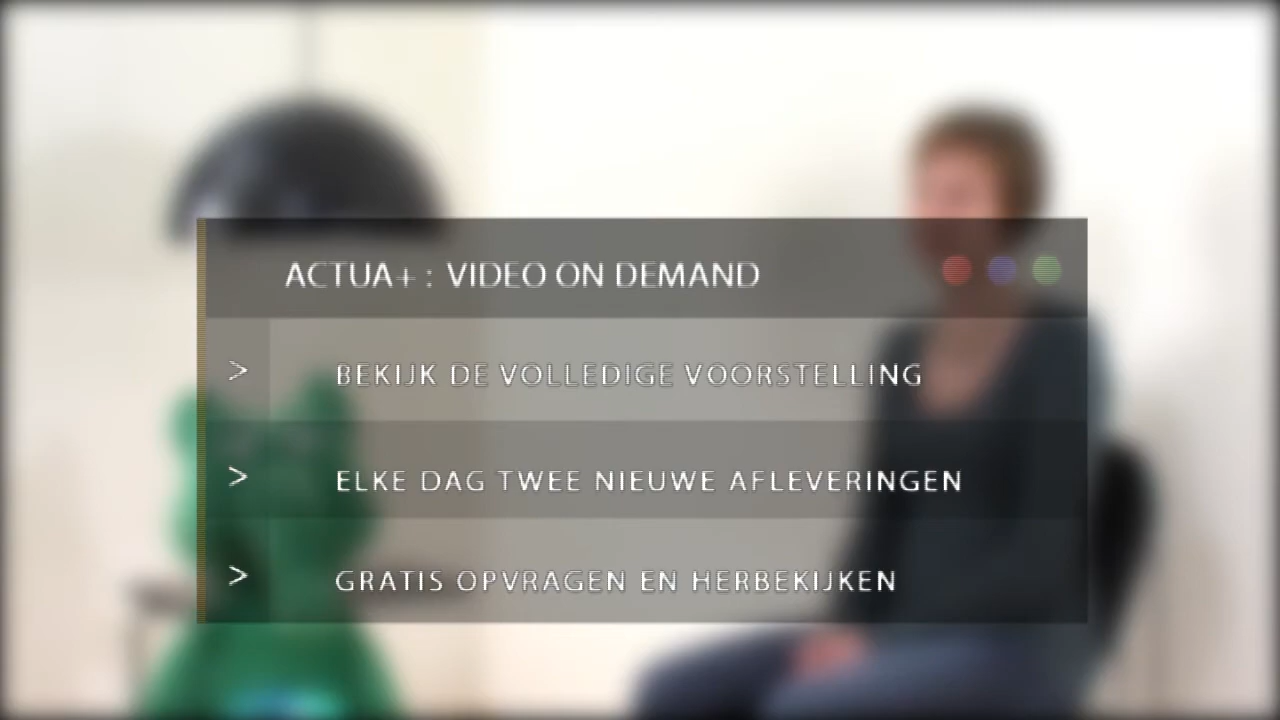 ACTUA+ : VIDEO ON DEMAND
> BEKIJK DE VOLLEDIGE VOORSTELLING
> ELKE DAG TWEE NIEUWE AFLEVERINGEN
> GRATIS OPVRAGEN EN HERBEKIJKEN